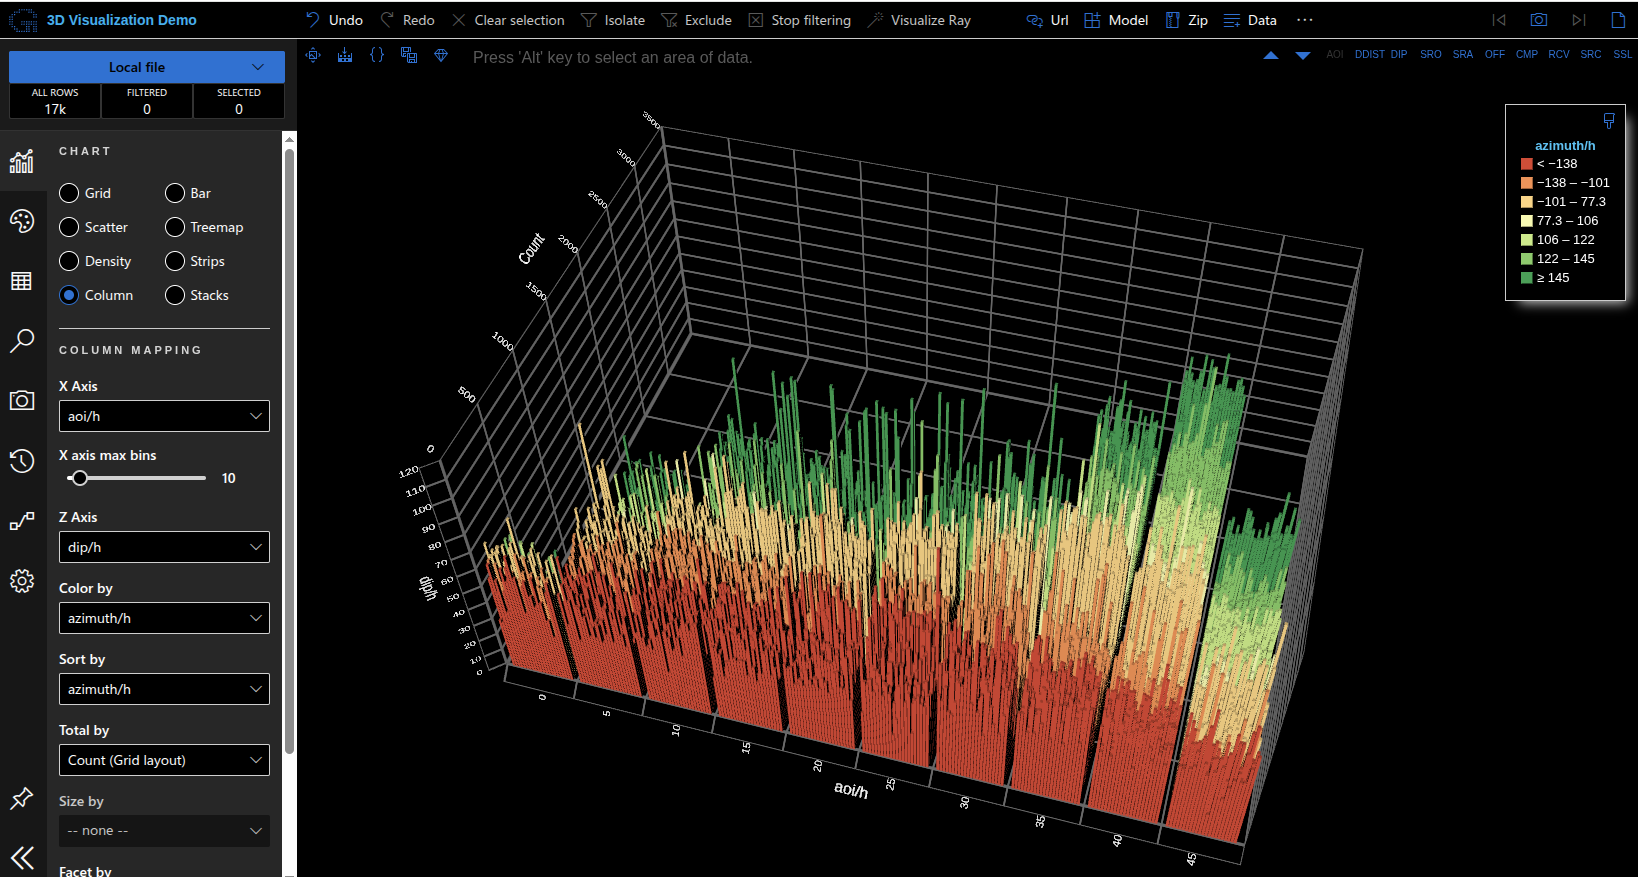 3D Visualization Demo
Undo Redo Clear selection Isolate Exclude Stop filtering Visualize Ray Url Model Zip Data ···
Local file
ALL ROWS FILTERED SELECTED
17k 0 0
Press 'Alt' key to select an area of data.
AOI DDIST DIP SRO SRA OFF CMP RCV SRC SSL
CHART
Grid Bar
Scatter Treemap
Density Strips
Column Stacks
COLUMN MAPPING
X Axis
aoi/h
X axis max bins
10
Z Axis
dip/h
Color by
azimuth/h
Sort by
azimuth/h
Total by
Count (Grid layout)
Size by
-- none --
Facet by
Count
3500
3000
2500
2000
1500
1000
500
0
dip/h
120
110
100
90
80
70
60
50
40
30
20
10
0
aoi/h
0
5
10
15
20
25
30
35
40
45
azimuth/h
< −138
−138 – −101
−101 – 77.3
77.3 – 106
106 – 122
122 – 145
≥ 145